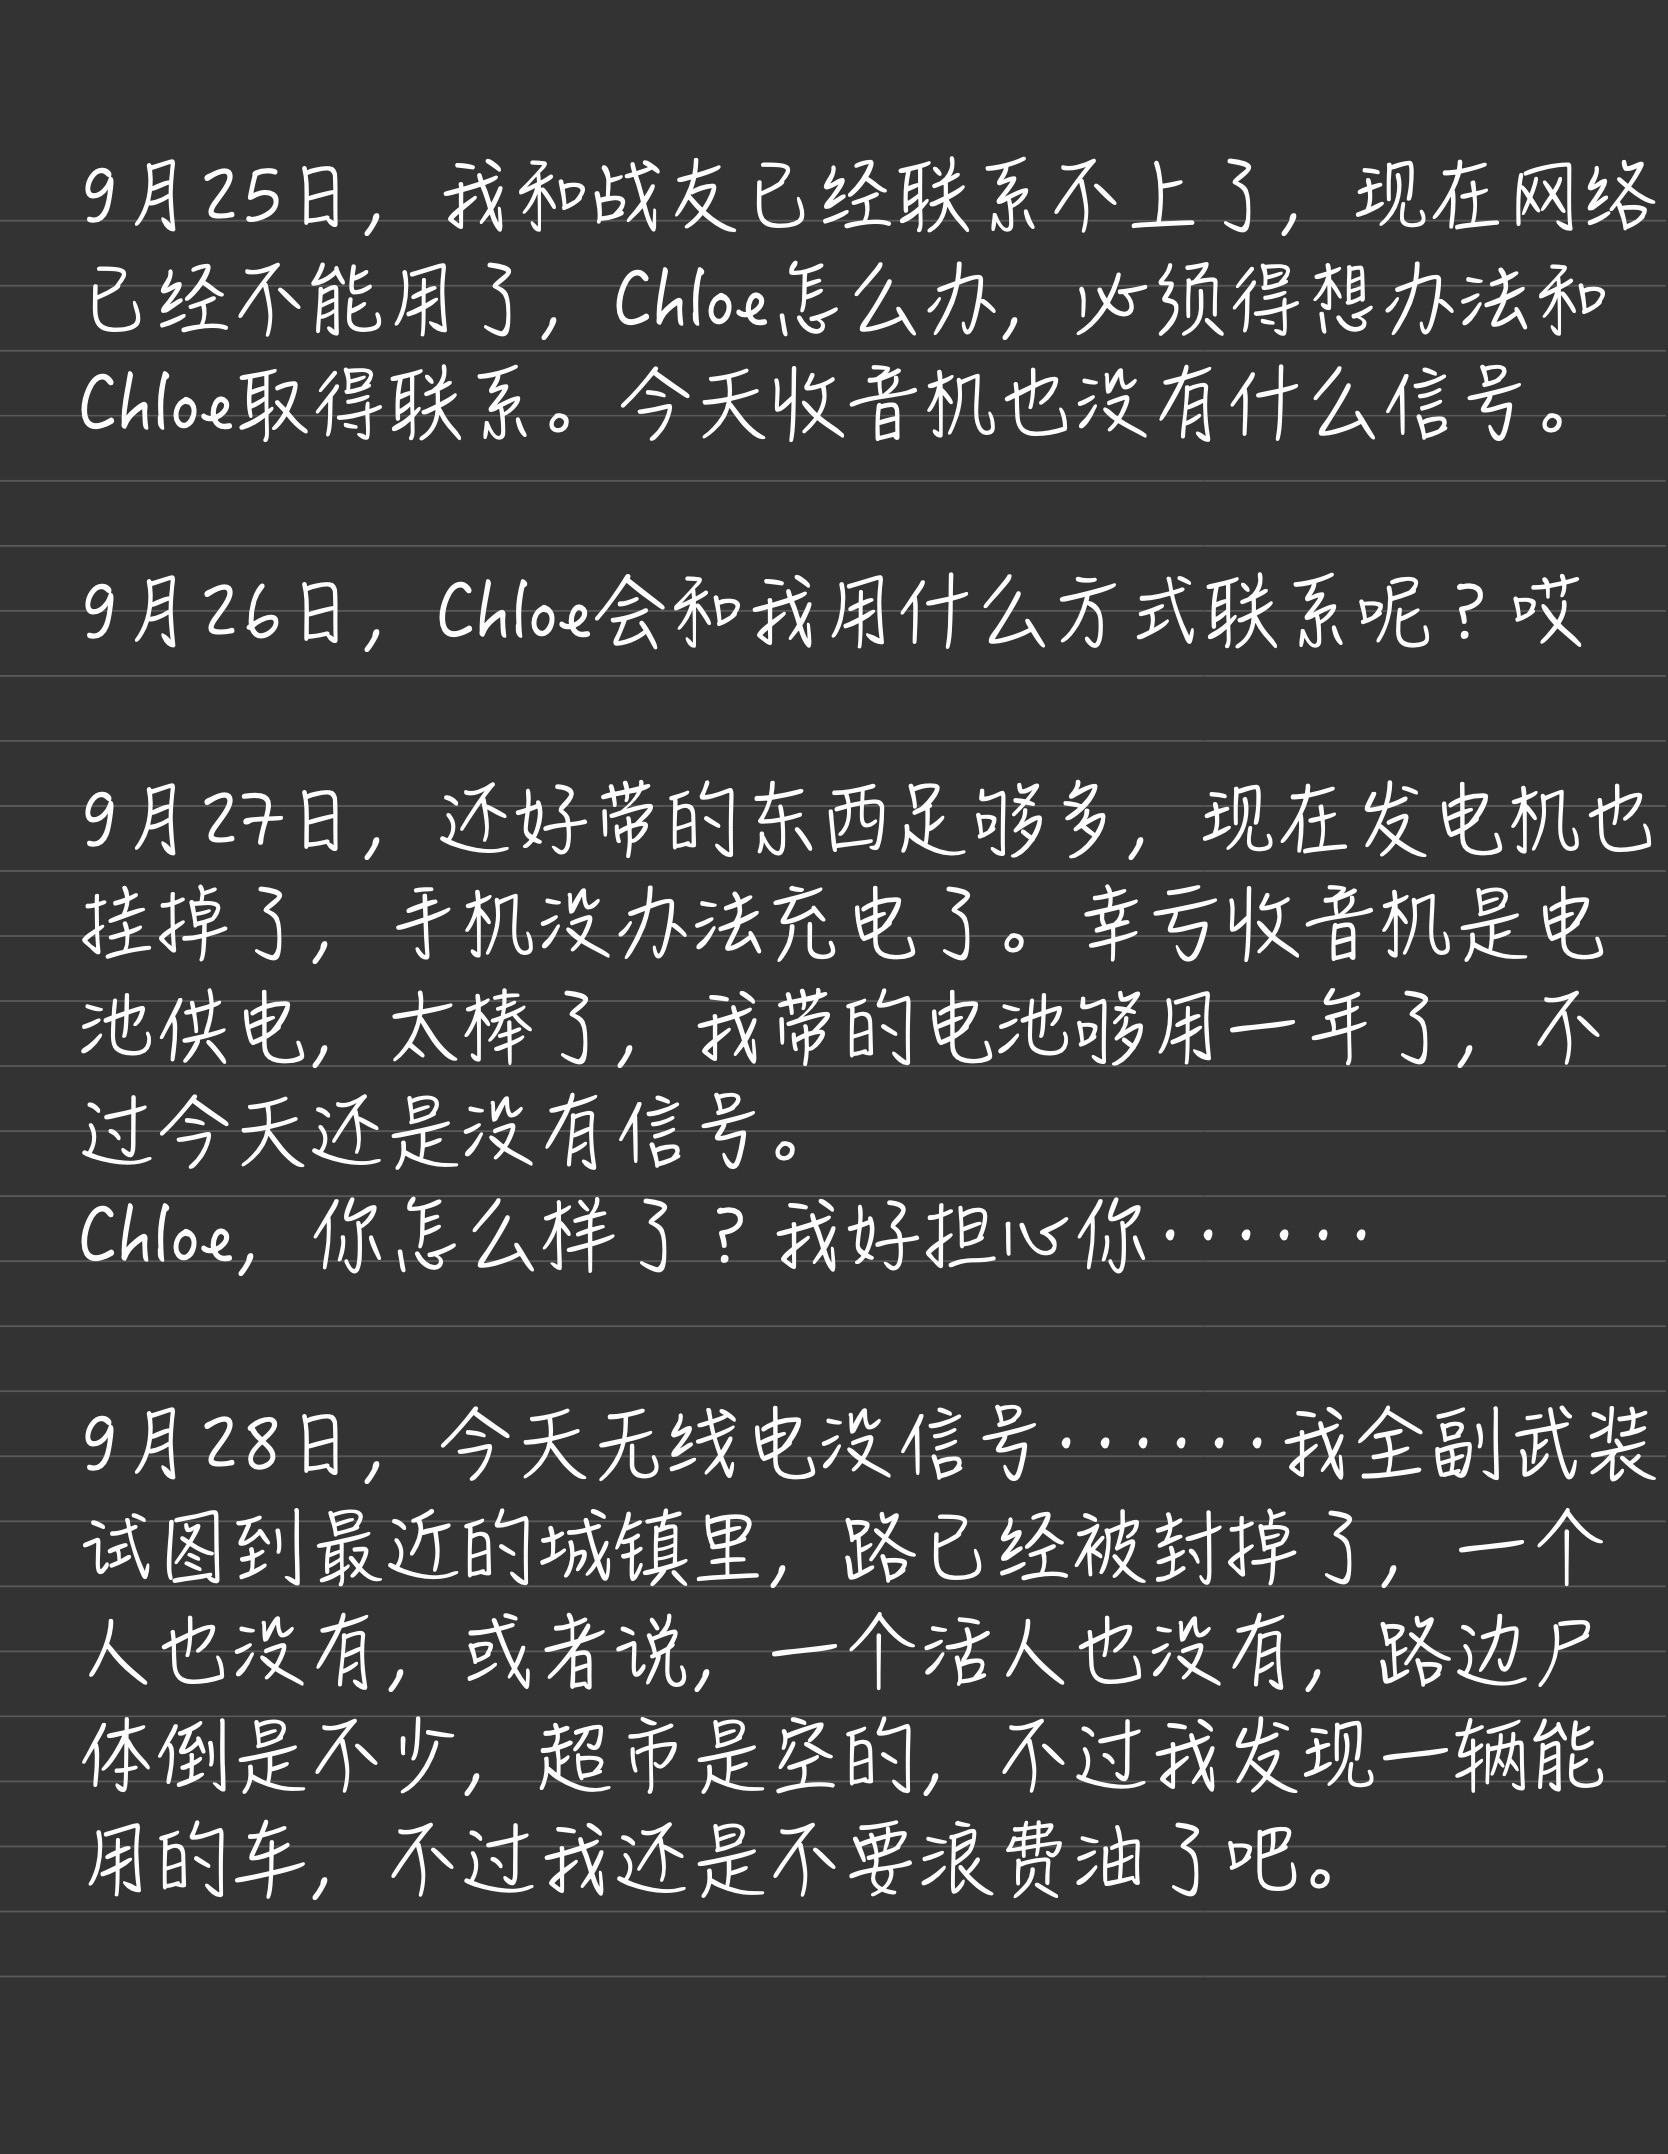 9月25日，我和战友已经联系不上了，现在网络
已经不能用了，Chloe怎么办，必须得想办法和
Chloe取得联系。今天收音机也没有什么信号。
9月26日，Chloe会和我用什么方式联系呢？哎
9月27日，还好带的东西足够多，现在发电机也
挂掉了，手机没办法充电了。幸亏收音机是电
池供电，太棒了，我带的电池够用一年了，不
过今天还是没有信号。
Chloe，你怎么样了？我好担心你······
9月28日，今天无线电没信号······我全副武装
试图到最近的城镇里，路已经被封掉了，一个
人也没有，或者说，一个活人也没有，路边尸
体倒是不少，超市是空的，不过我发现一辆能
用的车，不过我还是不要浪费油了吧。